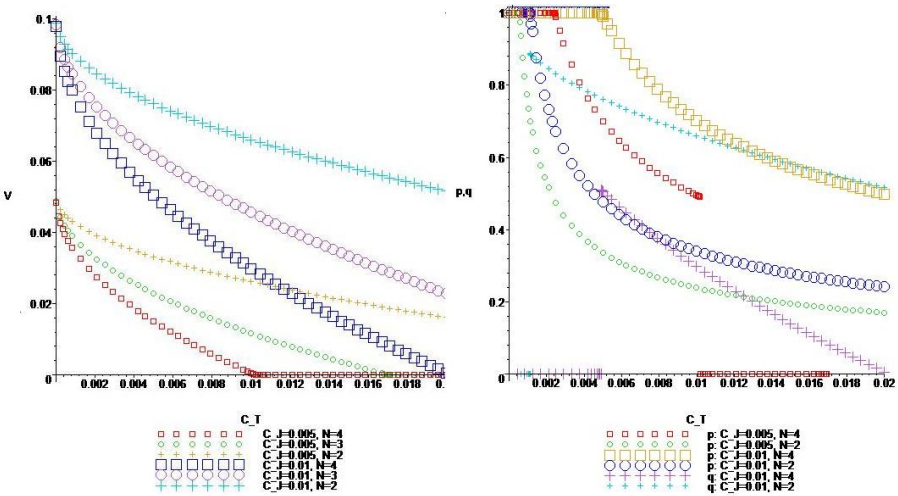 0.1
0.08
0.06
V
0.04
0.02
0
0.002 0.004 0.006 0.008 0.01 0.012 0.014 0.016 0.018 0.
C_T
C_J=0.005, N=4
C_J=0.005, N=3
C_J=0.005, N=2
C_J=0.01, N=4
C_J=0.01, N=3
C_J=0.01, N=2
1
0.8
0.6
p,q
0.4
0.2
0
0.002 0.004 0.006 0.008 0.01 0.012 0.014 0.016 0.018 0.02
C_T
p: C_J=0.005, N=4
p: C_J=0.005, N=2
p: C_J=0.01, N=4
p: C_J=0.01, N=2
q: C_J=0.01, N=4
q: C_J=0.01, N=2